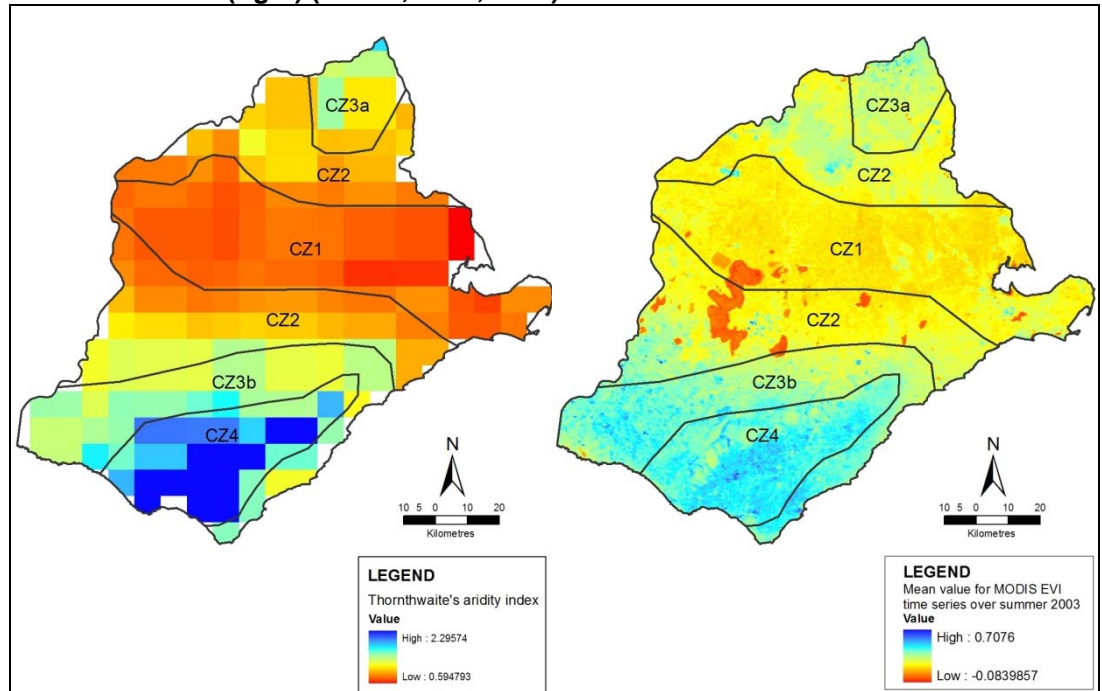 CZ3a
CZ2
CZ1
CZ2
CZ3b
CZ4
N
10 5 0 10 20
Kilometres
LEGEND
Thornthwaite's aridity index
Value
High : 2.29574
Low : 0.594793
CZ3a
CZ2
CZ1
CZ2
CZ3b
CZ4
N
10 5 0 10 20
Kilometres
LEGEND
Mean value for MODIS EVI
time series over summer 2003
Value
High : 0.7076
Low : -0.0839857